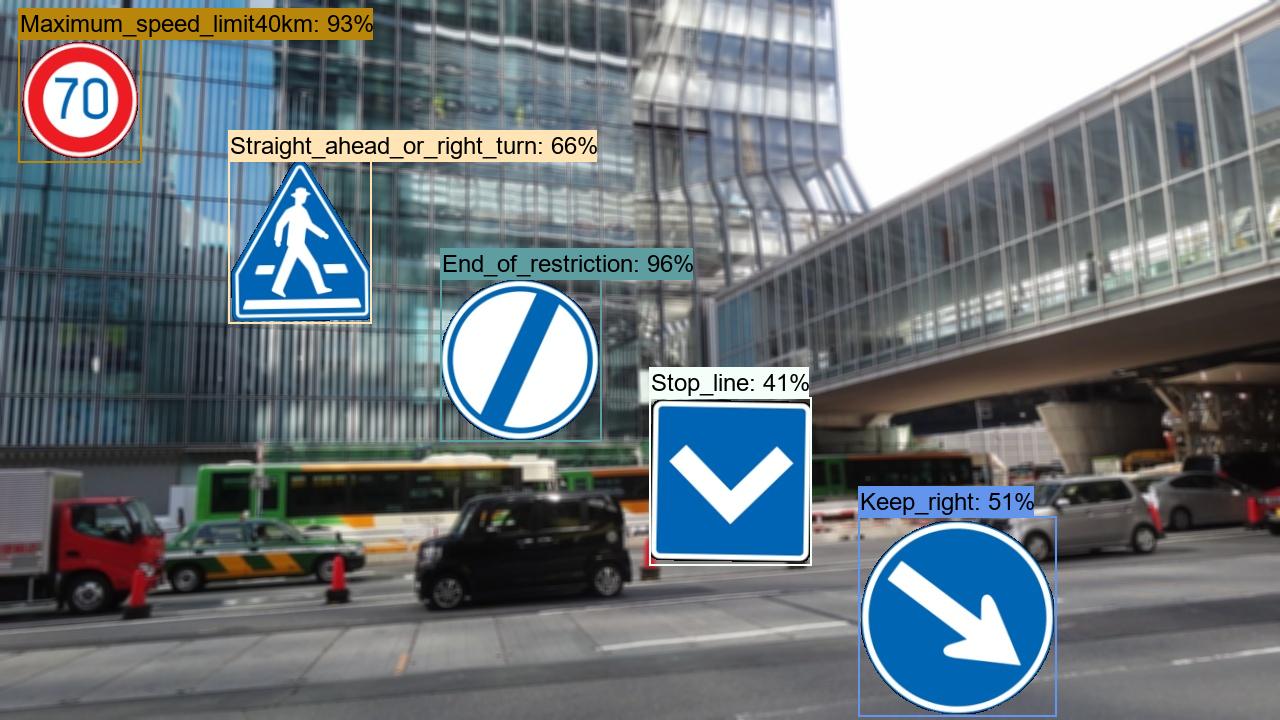 Maximum_speed_limit40km: 93%
70
Straight_ahead_or_right_turn: 66%
End_of_restriction: 96%
Stop_line: 41%
Keep_right: 51%